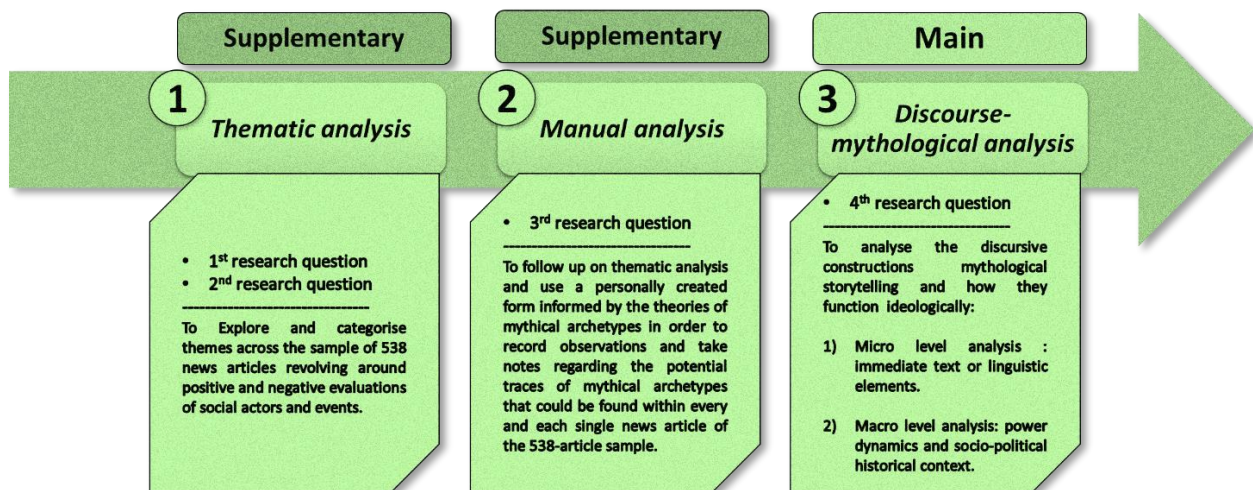 Supplementary
1
Thematic analysis
• 1st research question
• 2nd research question
------------------------------------
To Explore and categorise
themes across the sample of 538
news articles revolving around
positive and negative evaluations
of social actors and events.
Supplementary
2
Manual analysis
• 3rd research question
------------------------------------
To follow up on thematic analysis
and use a personally created
form informed by the theories of
mythical archetypes in order to
record observations and take
notes regarding the potential
traces of mythical archetypes
that could be found within every
and each single news article of
the 538-article sample.
Main
3
Discourse-
mythological analysis
• 4th research question
------------------------------------
To analyse the discursive
constructions mythological
storytelling and how they
function ideologically:
1) Micro level analysis :
immediate text or linguistic
elements.
2) Macro level analysis: power
dynamics and socio-political
historical context.